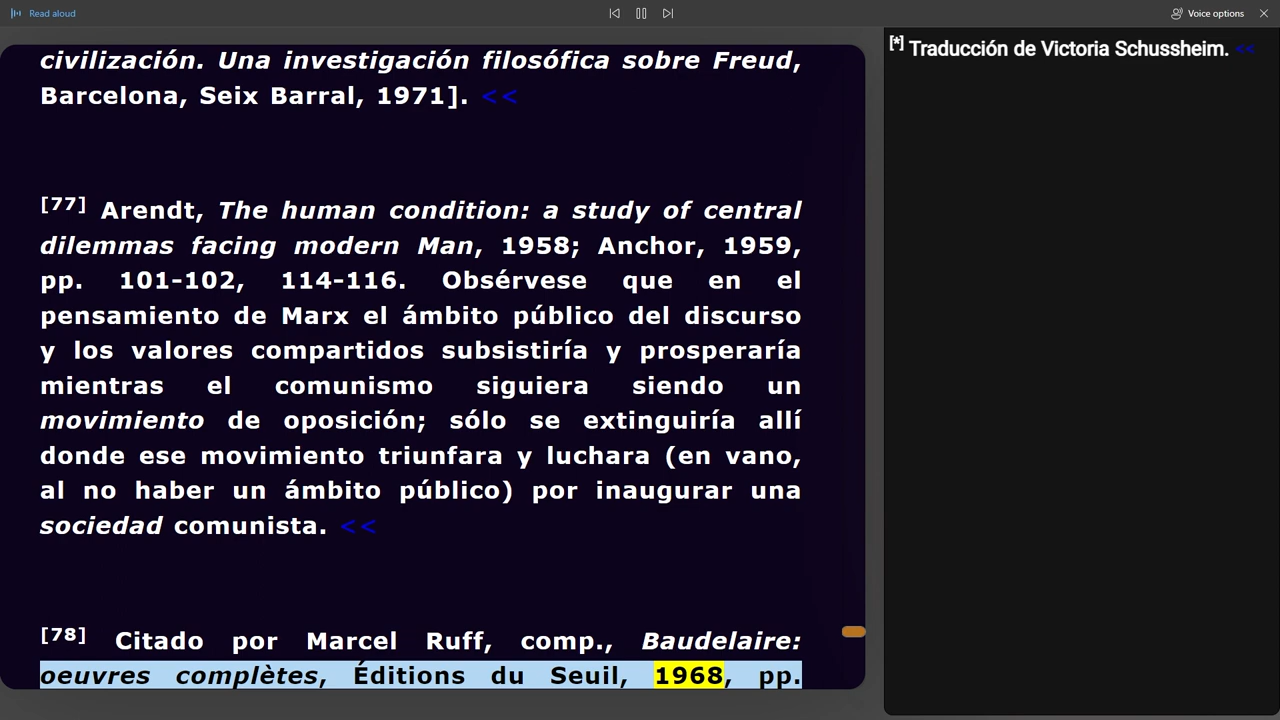 Read aloud
Voice options
civilización. Una investigación filosófica sobre Freud,
Barcelona, Seix Barral, 1971]. <<
[77] Arendt, The human condition: a study of central
dilemmas facing modern Man, 1958; Anchor, 1959,
pp. 101-102, 114-116. Obsérvese que en el
pensamiento de Marx el ámbito público del discurso
y los valores compartidos subsistiría y prosperaría
mientras el comunismo siguiera siendo un
movimiento de oposición; sólo se extinguiría allí
donde ese movimiento triunfara y luchara (en vano,
al no haber un ámbito público) por inaugurar una
sociedad comunista. <<
[78] Citado por Marcel Ruff, comp., Baudelaire:
oeuvres complètes, Éditions du Seuil, 1968, pp.
[*] Traducción de Victoria Schussheim. <<